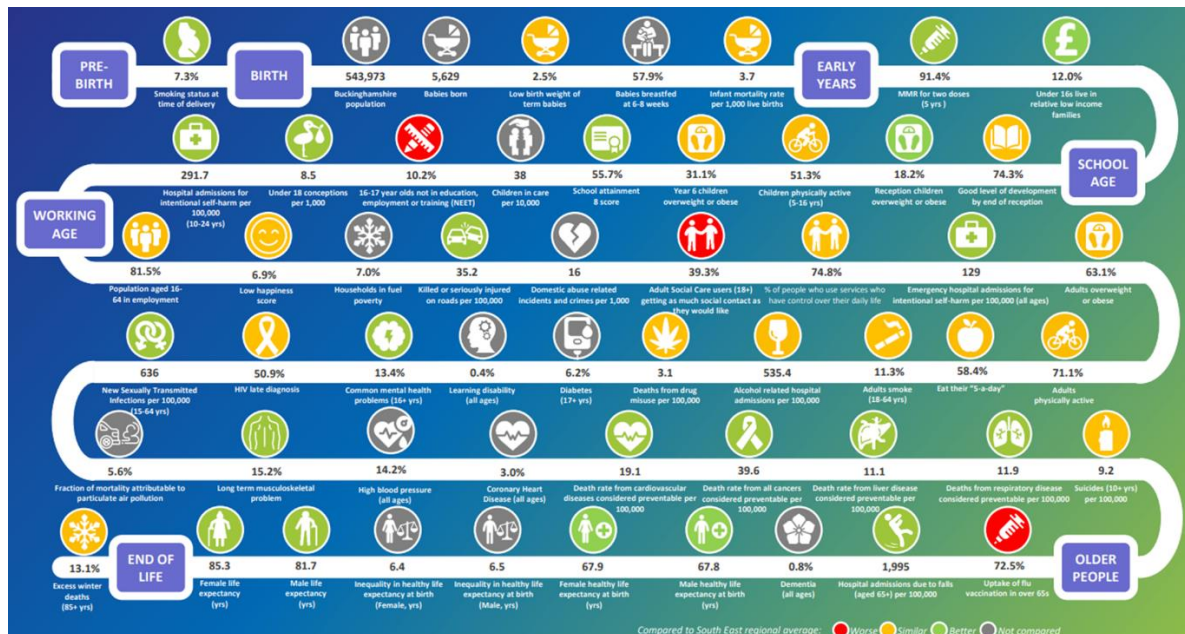 PRE-
BIRTH
7.3%
Smoking status at
time of delivery
BIRTH
543,973
Buckinghamshire
population
5,629
Babies born
2.5%
Low birth weight of
term babies
57.9%
Babies breastfed
at 6-8 weeks
3.7
Infant mortality rate
per 1,000 live births
EARLY
YEARS
91.4%
MMR for two doses
(5 yrs )
£
12.0%
Under 16s live in
relative low income
families
291.7
Hospital admissions for
intentional self-harm per
100,000
(10-24 yrs)
8.5
Under 18 conceptions
per 1,000
10.2%
16-17 year olds not in education,
employment or training (NEET)
38
Children in care
per 10,000
55.7%
School attainment
8 score
31.1%
Year 6 children
overweight or obese
51.3%
Children physically active
(5-16 yrs)
18.2%
Reception children
overweight or obese
74.3%
Good level of development
by end of reception
SCHOOL
AGE
WORKING
AGE
81.5%
Population aged 16-
64 in employment
6.9%
Low happiness
score
7.0%
Households in fuel
poverty
35.2
Killed or seriously injured
on roads per 100,000
16
Domestic abuse related
incidents and crimes per 1,000
39.3%
Adult Social Care users (18+)
getting as much social contact as
they would like
74.8%
% of people who use services who
have control over their daily life
129
Emergency hospital admissions for
intentional self-harm per 100,000 (all ages)
63.1%
Adults overweight
or obese
636
New Sexually Transmitted
Infections per 100,000
(15-64 yrs)
50.9%
HIV late diagnosis
13.4%
Common mental health
problems (16+ yrs)
0.4%
Learning disability
(all ages)
6.2%
Diabetes
(17+ yrs)
3.1
Deaths from drug
misuse per 100,000
535.4
Alcohol related hospital
admissions per 100,000
11.3%
Adults smoke
(18-64 yrs)
58.4%
Eat their "5-a-day"
71.1%
Adults
physically active
5.6%
Fraction of mortality attributable to
particulate air pollution
15.2%
Long term musculoskeletal
problem
14.2%
High blood pressure
(all ages)
3.0%
Coronary Heart
Disease (all ages)
19.1
Death rate from cardiovascular
diseases considered preventable per
100,000
39.6
Death rate from all cancers
considered preventable per
100,000
11.1
Death rate from liver disease
considered preventable per
100,000
11.9
Deaths from respiratory disease
considered preventable per 100,000
9.2
Suicides (10+ yrs)
per 100,000
13.1%
Excess winter
deaths
(85+ yrs)
END OF
LIFE
85.3
Female life
expectancy
(yrs)
81.7
Male life
expectancy
(yrs)
6.4
Inequality in healthy life
expectancy at birth
(Female, yrs)
6.5
Inequality in healthy life
expectancy at birth
(Male, yrs)
67.9
Female healthy life
expectancy at birth
(yrs)
67.8
Male healthy life
expectancy at birth
(yrs)
0.8%
Dementia
(all ages)
1,995
Hospital admissions due to falls
(aged 65+) per 100,000
72.5%
Uptake of flu
vaccination in over 65s
OLDER
PEOPLE
Compared to South East regional average: Worse Similar Better Not compared